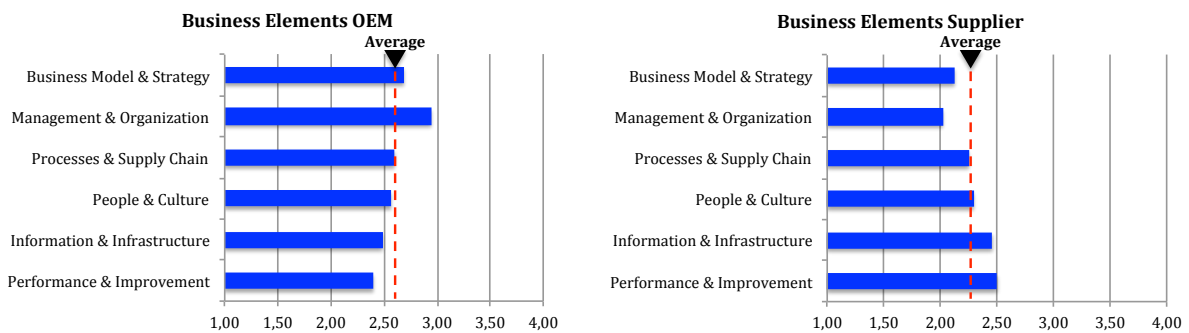 Business Elements OEM
Average
Business Model & Strategy
Management & Organization
Processes & Supply Chain
People & Culture
Information & Infrastructure
Performance & Improvement
1,00 1,50 2,00 2,50 3,00 3,50 4,00
Business Elements Supplier
Average
Business Model & Strategy
Management & Organization
Processes & Supply Chain
People & Culture
Information & Infrastructure
Performance & Improvement
1,00 1,50 2,00 2,50 3,00 3,50 4,00